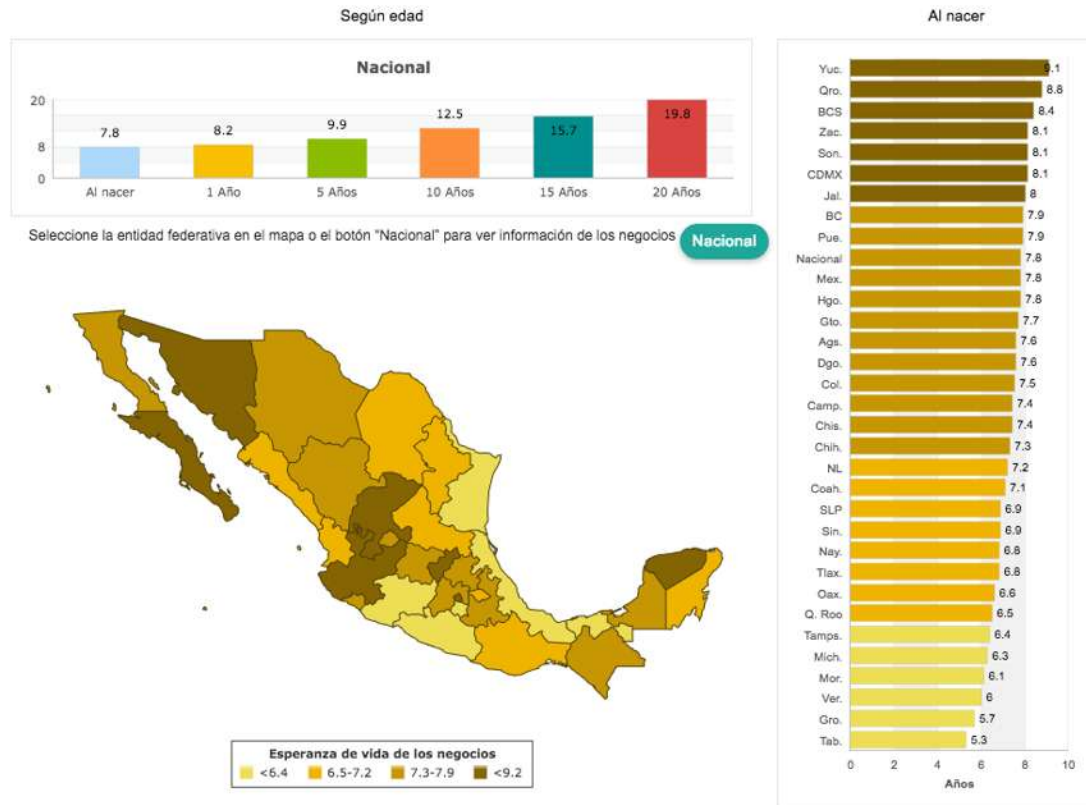 Según edad
Nacional
20
8
0
7.8
8.2
9.9
12.5
15.7
19.8
Al nacer
1 Año
5 Años
10 Años
15 Años
20 Años
Seleccione la entidad federativa en el mapa o el botón "Nacional" para ver información de los negocios
Nacional
Esperanza de vida de los negocios
<6.4 6.5-7.2 7.3-7.9 <9.2
Al nacer
Yuc. 9.1
Qro. 8.8
BCS 8.4
Zac. 8.1
Son. 8.1
CDMX 8.1
Jal. 8
BC 7.9
Pue. 7.9
Nacional 7.8
Mex. 7.8
Hgo. 7.8
Gto. 7.7
Ags. 7.6
Dgo. 7.6
Col. 7.5
Camp. 7.4
Chis. 7.4
Chih. 7.3
NL 7.2
Coah. 7.1
SLP 6.9
Sin. 6.9
Nay. 6.8
Tlax. 6.8
Oax. 6.6
Q. Roo 6.5
Tamps. 6.4
Mich. 6.3
Mor. 6.1
Ver. 6
Gro. 5.7
Tab. 5.3
0 2 4 6 8 10
Años